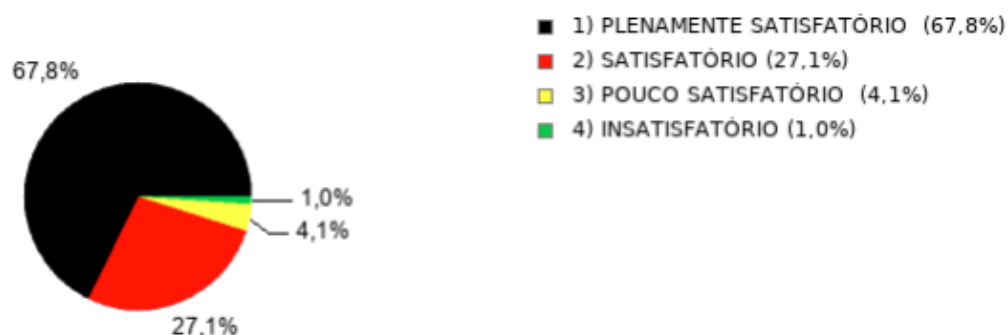 1) PLENAMENTE SATISFATÓRIO (67,8%)
2) SATISFATÓRIO (27,1%)
3) POUCO SATISFATÓRIO (4,1%)
4) INSATISFATÓRIO (1,0%)
67,8%
1,0%
4,1%
27,1%